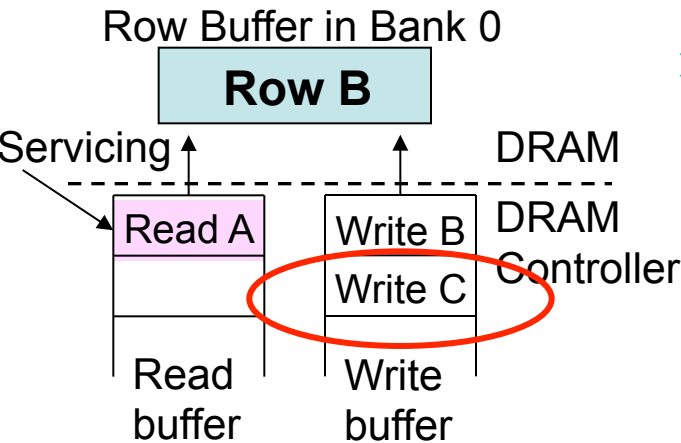 Row Buffer in Bank 0
Row B
Servicing
DRAM
Read A
Write B
DRAM
Controller
Write C
Read
buffer
Write
buffer